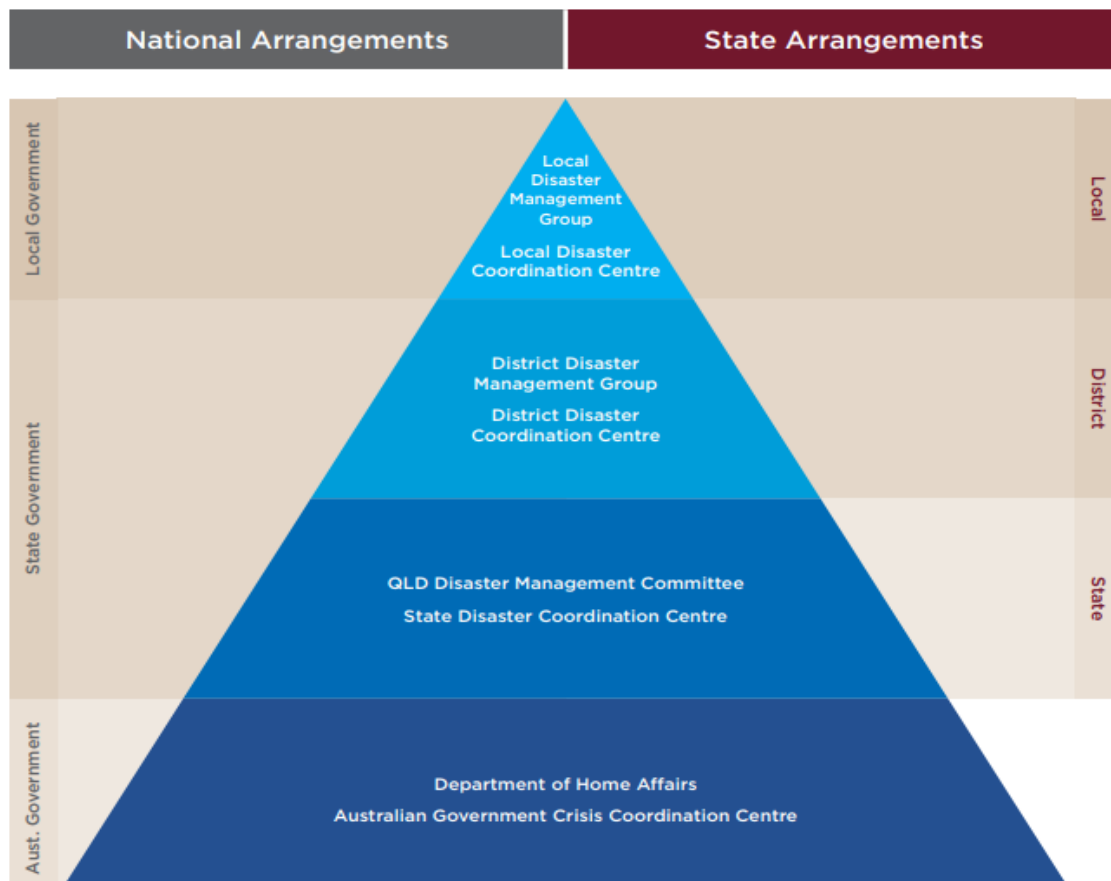 National Arrangements
State Arrangements
Local Government
Local
Disaster
Management
Group
Local Disaster
Coordination Centre
Local
State Government
District Disaster
Management Group
District Disaster
Coordination Centre
District
QLD Disaster Management Committee
State Disaster Coordination Centre
State
Aust. Government
Department of Home Affairs
Australian Government Crisis Coordination Centre